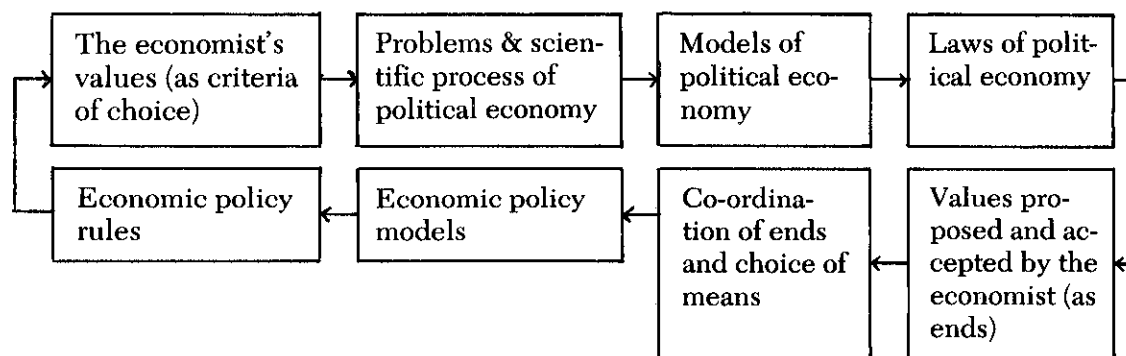 The economist's
values (as criteria
of choice)
Problems & scien-
tific process of
political economy
Models of
political eco-
nomy
Laws of polit-
ical economy
Economic policy
rules
Economic policy
models
Co-ordina-
tion of ends
and choice of
means
Values pro-
posed and ac-
cepted by the
economist (as
ends)